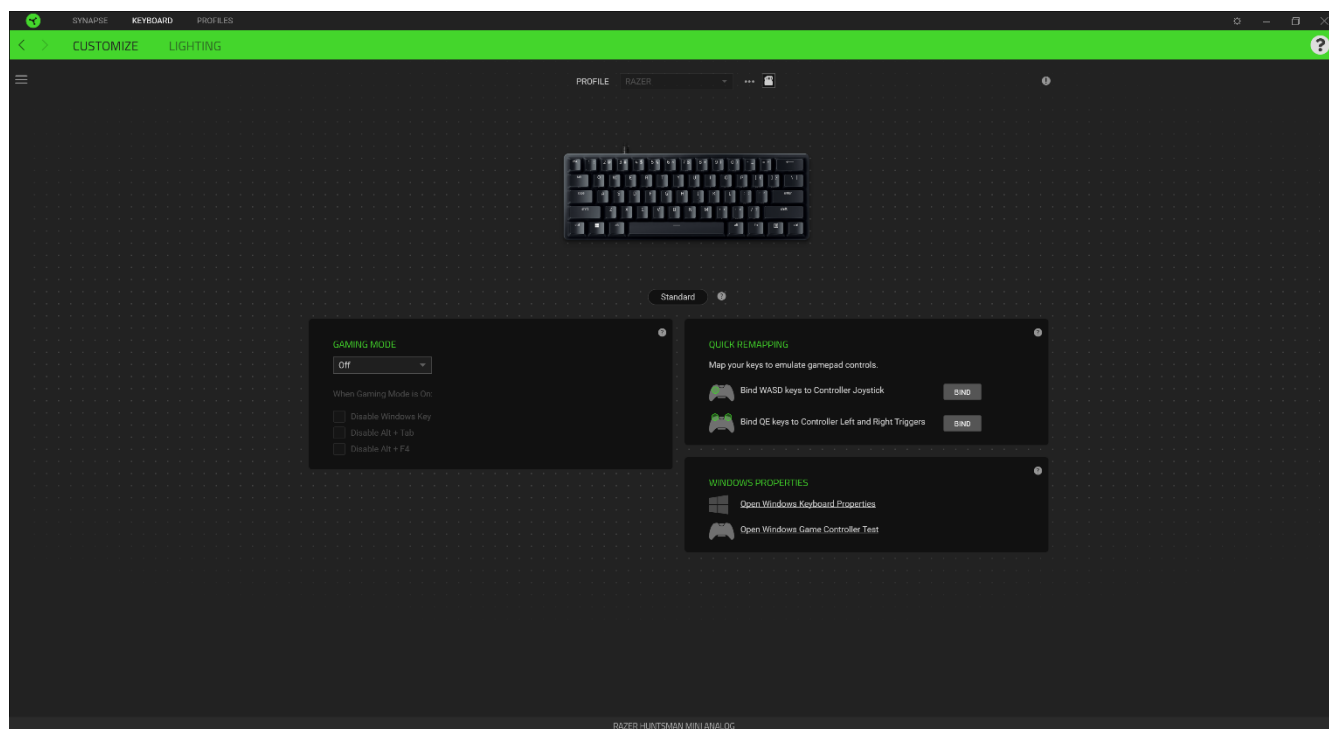 SYNAPSE KEYBOARD PROFILES
CUSTOMIZE LIGHTING
PROFILE RAZER
Standard
GAMING MODE
Off
When Gaming Mode is On:
Disable Windows Key
Disable Alt + Tab
Disable Alt + F4
QUICK REMAPPING
Map your keys to emulate gamepad controls.
Bind WASD keys to Controller Joystick BIND
Bind QE keys to Controller Left and Right Triggers BIND
WINDOWS PROPERTIES
Open Windows Keyboard Properties
Open Windows Game Controller Test
RAZER HUNTSMAN MINI ANALOG